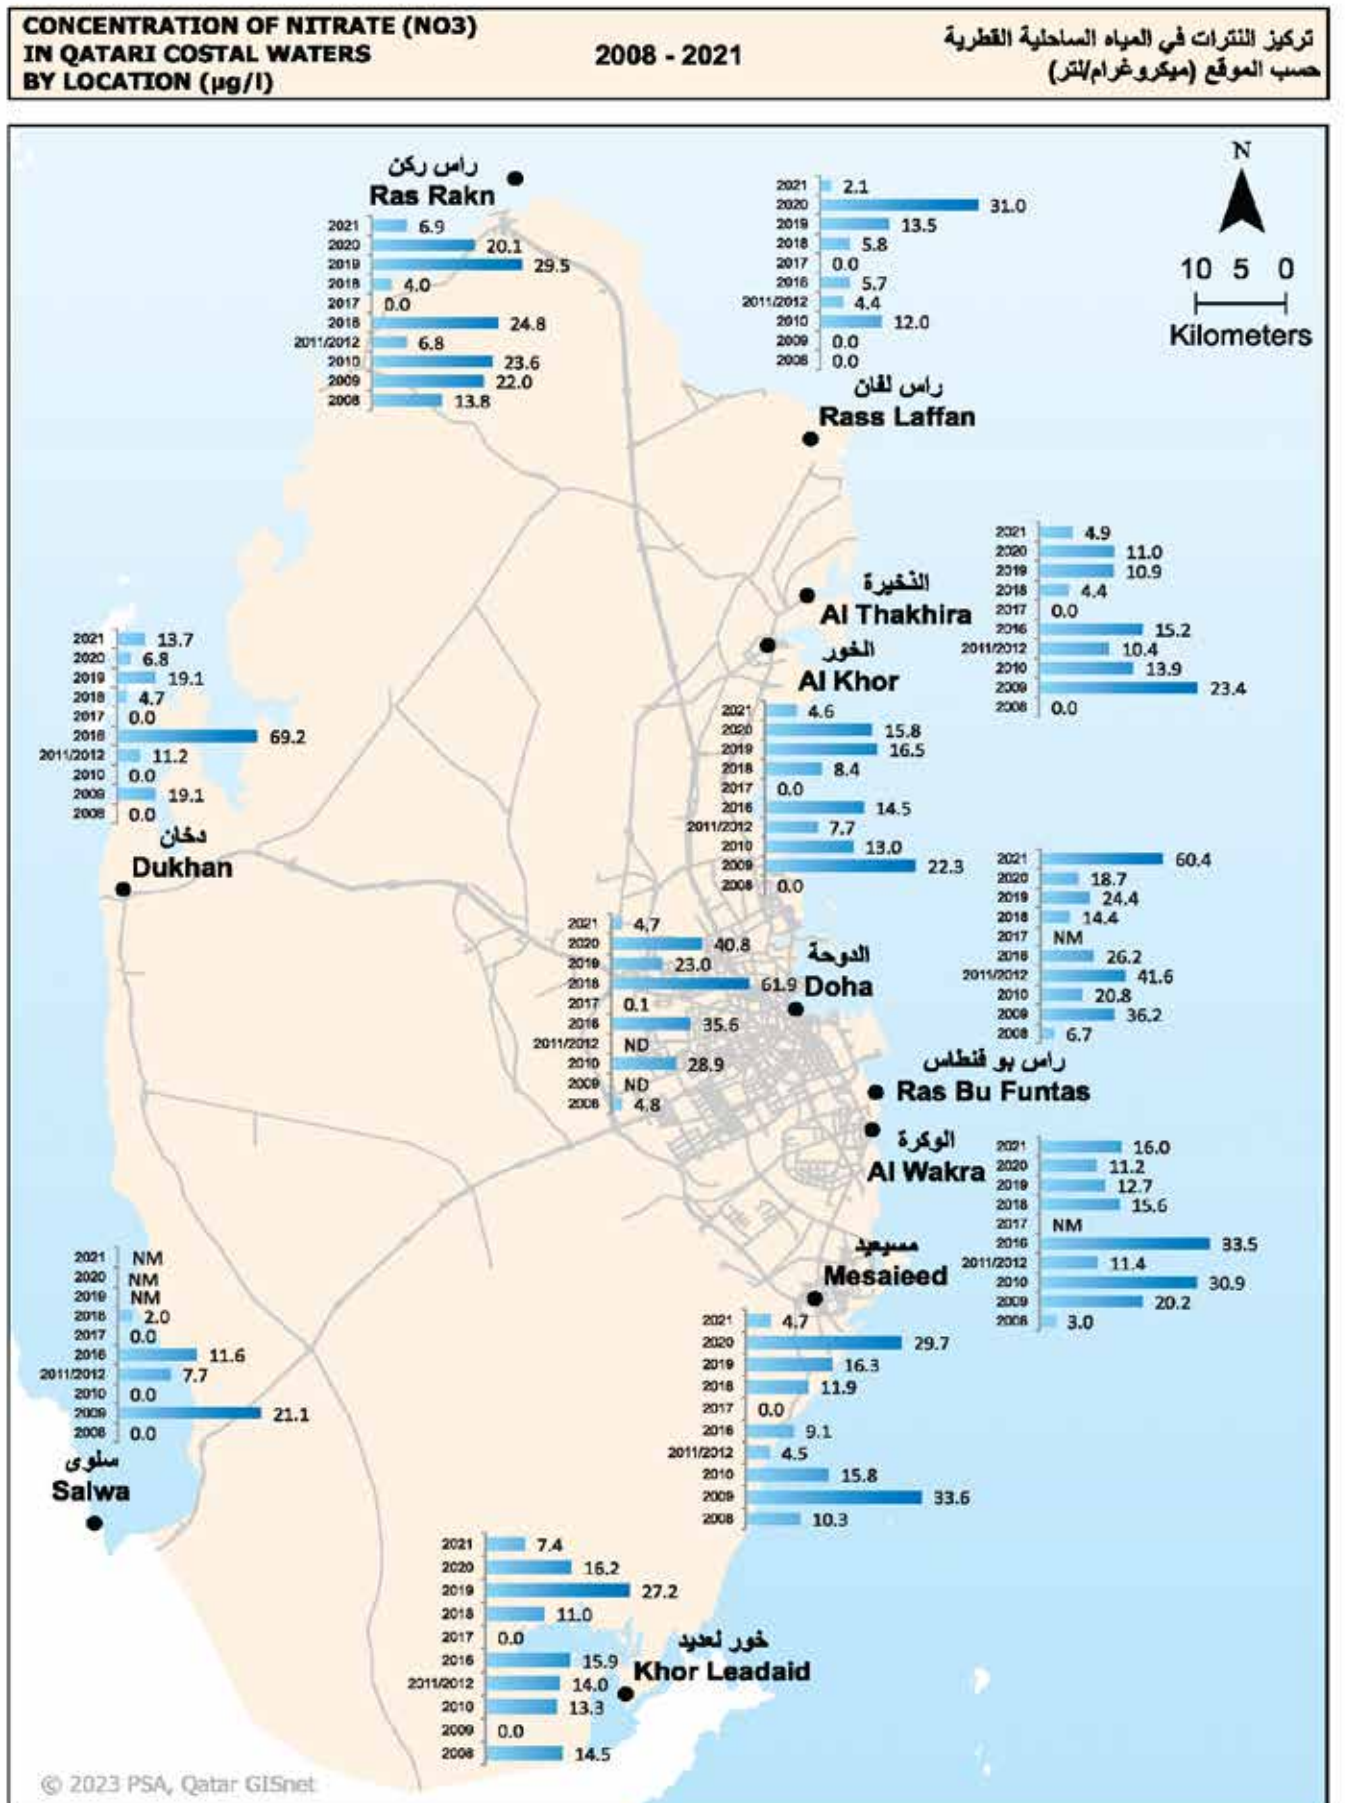 CONCENTRATION OF NITRATE (NO3)
IN QATARI COSTAL WATERS
BY LOCATION (µg/l)
2008 - 2021
تركيز النترات في المياه الساحلية القطرية
حسب الموقع (ميكروغرام/لتر)
N
10 5 0
Kilometers
راس ركن
Ras Rakn
2021 6.9
2020 20.1
2019 29.5
2018 4.0
2017 0.0
2016 24.8
2011/2012 6.8
2010 23.6
2009 22.0
2008 13.8
2021 2.1
2020 31.0
2019 13.5
2018 5.8
2017 0.0
2016 5.7
2011/2012 4.4
2010 12.0
2009 0.0
2008 0.0
راس لفان
Rass Laffan
2021 4.9
2020 11.0
2019 10.9
2018 4.4
2017 0.0
2016 15.2
2011/2012 10.4
2010 13.9
2009 23.4
2008 0.0
الذخيرة
Al Thakhira
الخور
Al Khor
2021 4.6
2020 15.8
2019 16.5
2018 8.4
2017 0.0
2016 14.5
2011/2012 7.7
2010 13.0
2009 22.3
2008 0.0
2021 13.7
2020 6.8
2019 19.1
2018 4.7
2017 0.0
2016 69.2
2011/2012 11.2
2010 0.0
2009 19.1
2008 0.0
دخان
Dukhan
2021 4.7
2020 40.8
2019 23.0
2018 61.9
2017 0.1
2016 35.6
2011/2012 ND
2010 28.9
2009 ND
2008 4.8
الدوحة
Doha
2021 60.4
2020 18.7
2019 24.4
2018 14.4
2017 NM
2016 26.2
2011/2012 41.6
2010 20.8
2009 36.2
2008 6.7
راس بو فنطاس
Ras Bu Funtas
الوكرة
Al Wakra
2021 16.0
2020 11.2
2019 12.7
2018 15.6
2017 NM
2016 33.5
2011/2012 11.4
2010 30.9
2009 20.2
2008 3.0
مسيعيد
Mesaieed
2021 4.7
2020 29.7
2019 16.3
2018 11.9
2017 0.0
2016 9.1
2011/2012 4.5
2010 15.8
2009 33.6
2008 10.3
2021 NM
2020 NM
2019 NM
2018 2.0
2017 0.0
2016 11.6
2011/2012 7.7
2010 0.0
2009 21.1
2008 0.0
سلوى
Salwa
2021 7.4
2020 16.2
2019 27.2
2018 11.0
2017 0.0
2016 15.9
2011/2012 14.0
2010 13.3
2009 0.0
2008 14.5
خور لعديد
Khor Leadaid
© 2023 PSA, Qatar GISnet